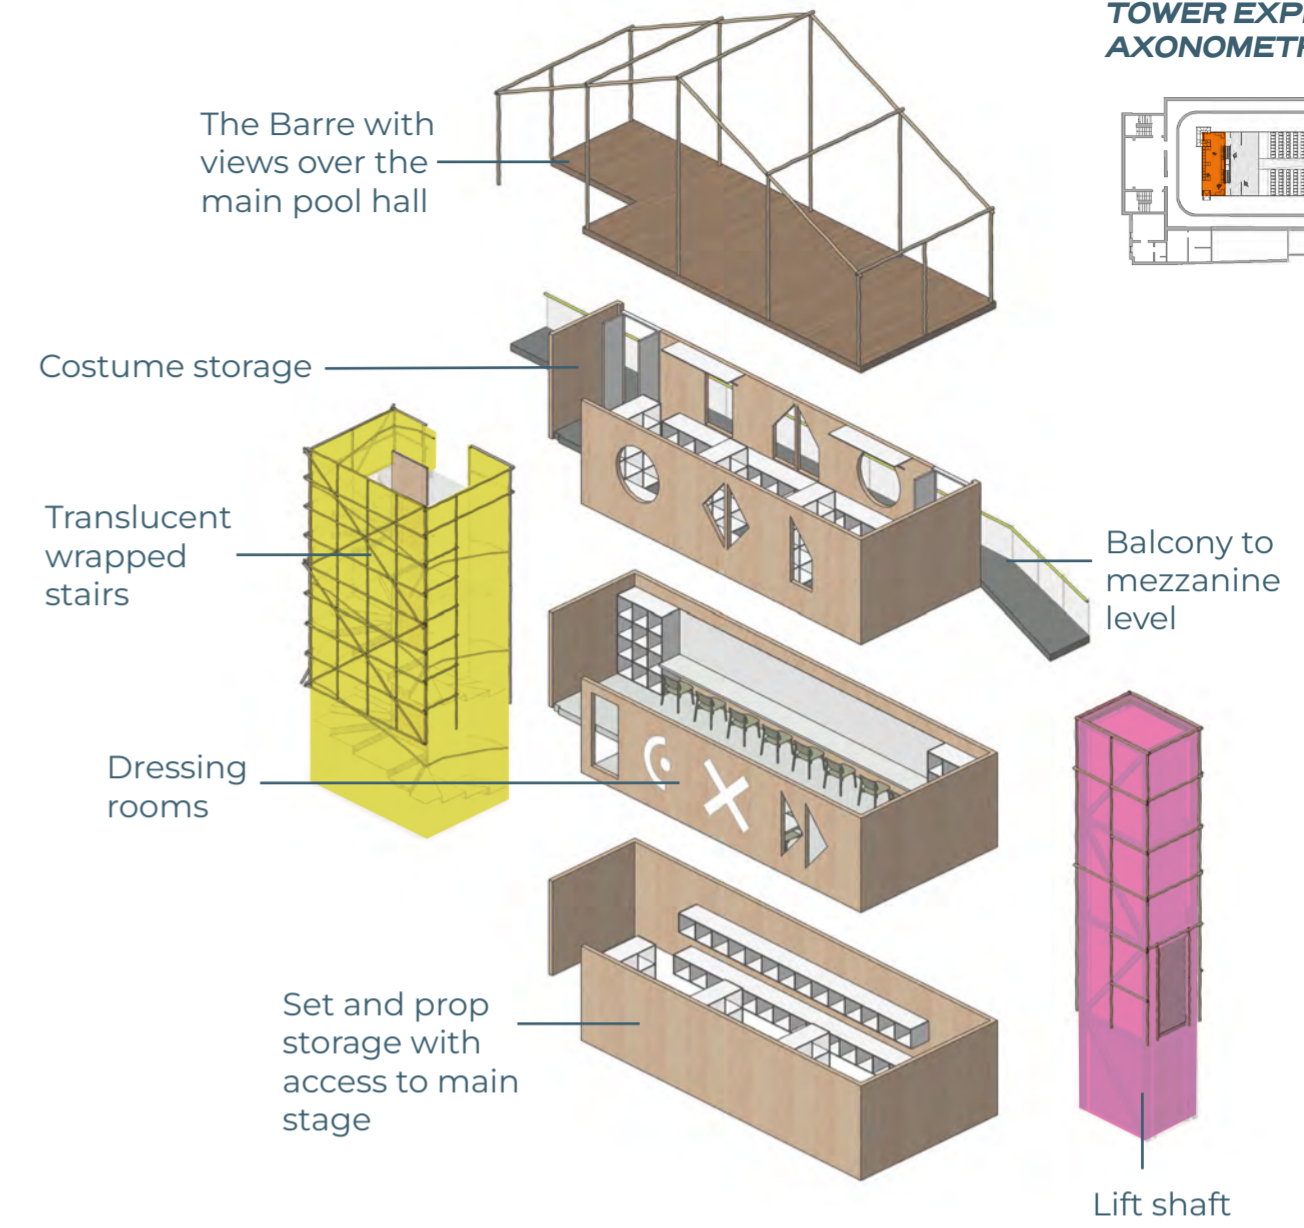 TOWER EXP
AXONOMET
The Barre with
views over the
main pool hall
Costume storage
Translucent
wrapped
stairs
Balcony to
mezzanine
level
Dressing
rooms
Set and prop
storage with
access to main
stage
Lift shaft